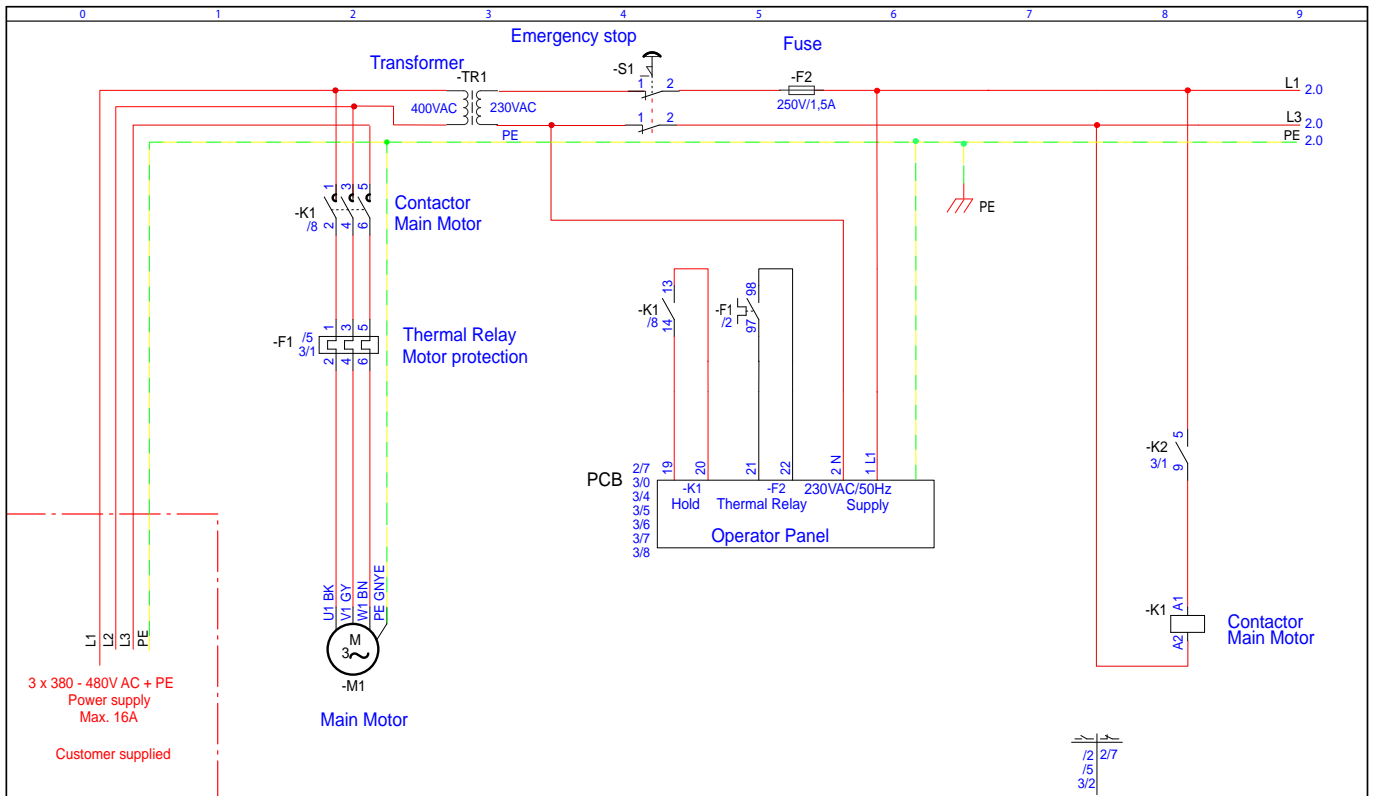 0 1 2 3 4 5 6 7 8 9
Emergency stop
Fuse
Transformer
-TR1
-S1
-F2
1 2
400VAC
230VAC
250V/1,5A
L1 2.0
1 2
L3 2.0
PE
PE 2.0
1 3 5
-K1
/8
2 4 6
Contactor
Main Motor
PE
13
-K1
/8
14
98
-F1
/2
97
-F1
/5
3/1
1 3 5
2 4 6
Thermal Relay
Motor protection
-K2
3/1
5
9
PCB
2/7
3/0
3/4
3/5
3/6
3/7
3/8
19 20 21 22 2 N 1 L1
-K1
Hold
-F2
Thermal Relay
230VAC/50Hz
Supply
Operator Panel
U1 BK
V1 GY
W1 BN
PE GNYE
L1
L2
L3
PE
M
3
-M1
Main Motor
-K1
A1
A2
Contactor
Main Motor
3 x 380 - 480V AC + PE
Power supply
Max. 16A
Customer supplied
/2 2/7
/5
3/2